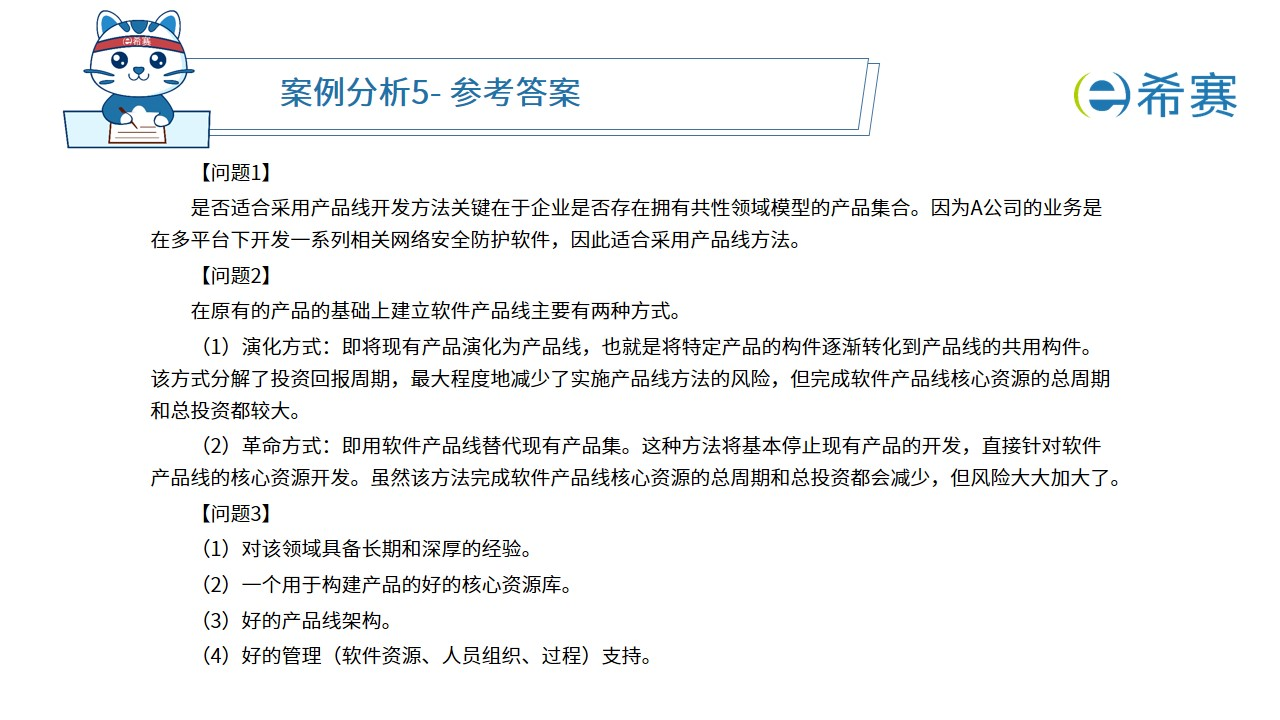 希赛
案例分析5- 参考答案
希赛
【问题1】
是否适合采用产品线开发方法关键在于企业是否存在拥有共性领域模型的产品集合。因为A公司的业务是
在多平台下开发一系列相关网络安全防护软件，因此适合采用产品线方法。
【问题2】
在原有的产品的基础上建立软件产品线主要有两种方式。
（1）演化方式：即将现有产品演化为产品线，也就是将特定产品的构件逐渐转化到产品线的共用构件。
该方式分解了投资回报周期，最大程度地减少了实施产品线方法的风险，但完成软件产品线核心资源的总周期
和总投资都较大。
（2）革命方式：即用软件产品线替代现有产品集。这种方法将基本停止现有产品的开发，直接针对软件
产品线的核心资源开发。虽然该方法完成软件产品线核心资源的总周期和总投资都会减少，但风险大大加大了。
【问题3】
（1）对该领域具备长期和深厚的经验。
（2）一个用于构建产品的好的核心资源库。
（3）好的产品线架构。
（4）好的管理（软件资源、人员组织、过程）支持。